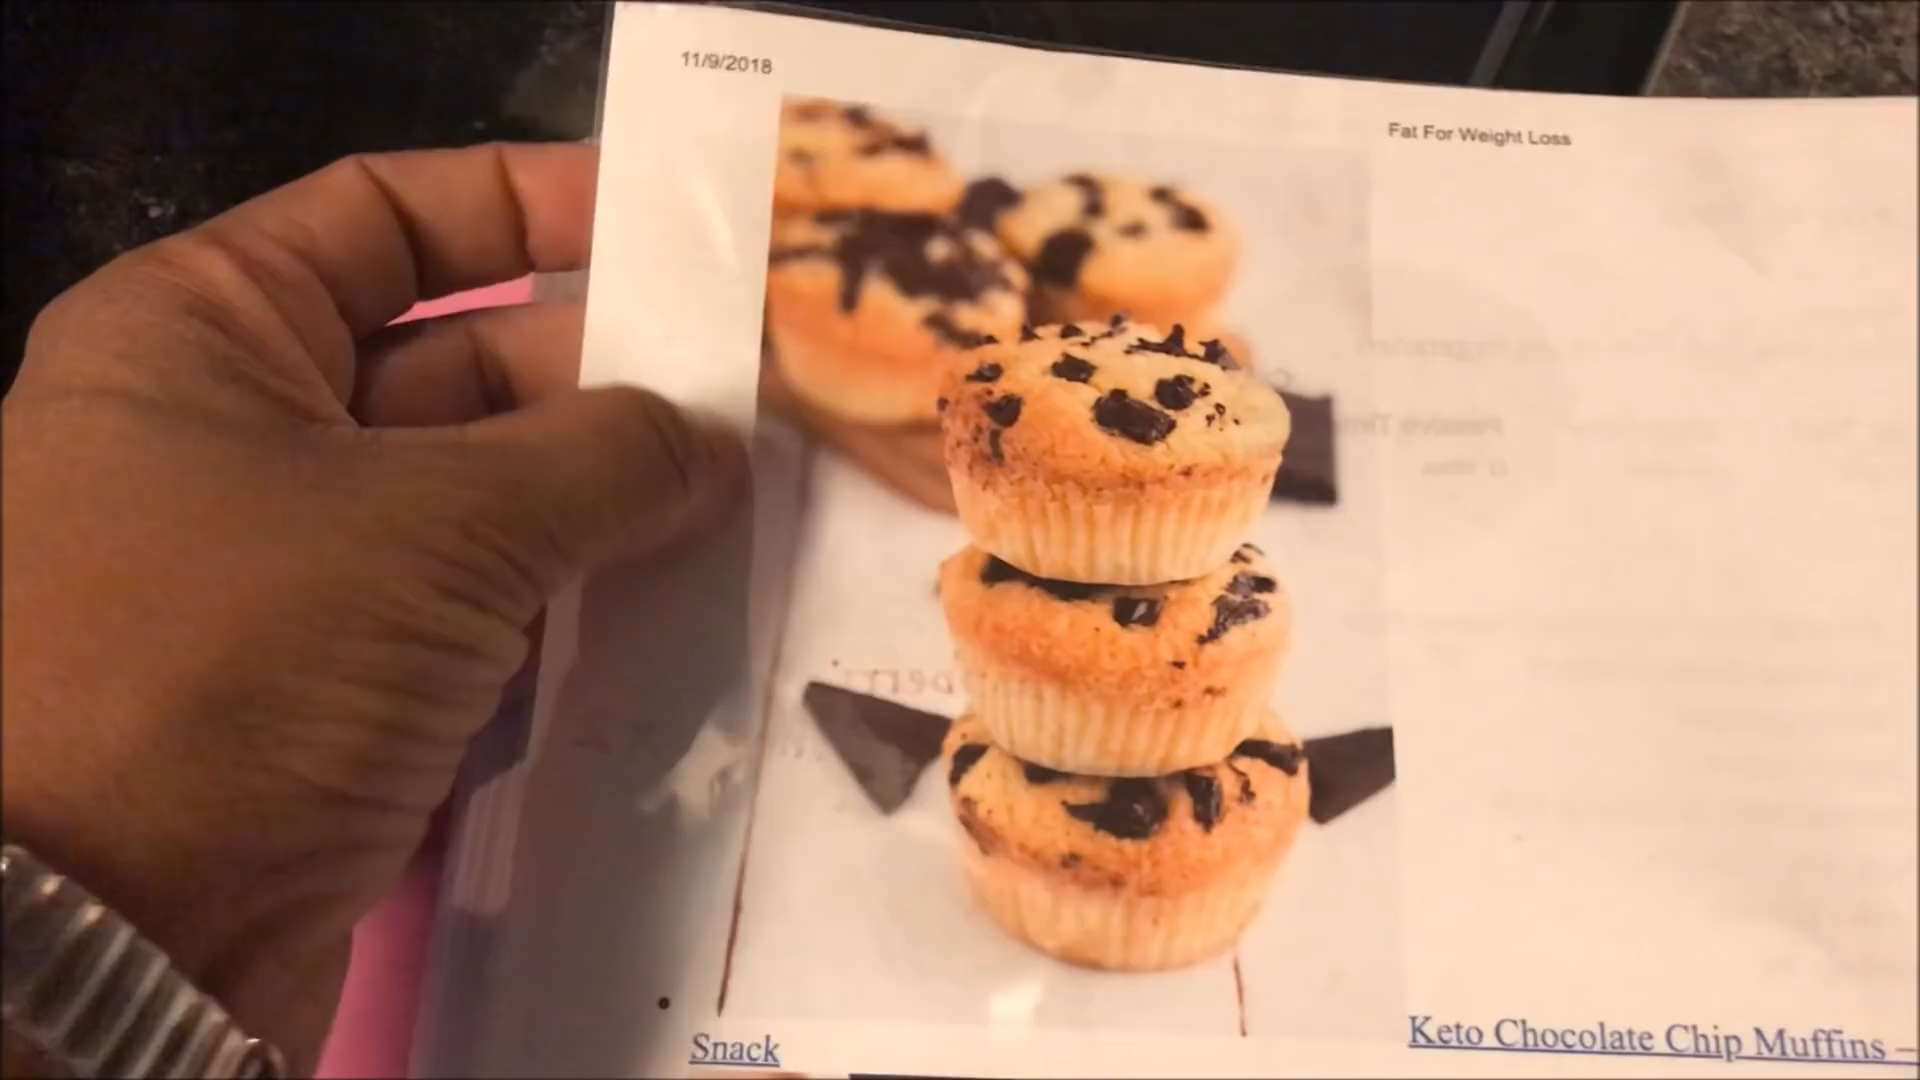 11/9/2018
Fat For Weight Loss
Snack
Keto Chocolate Chip Muffins –